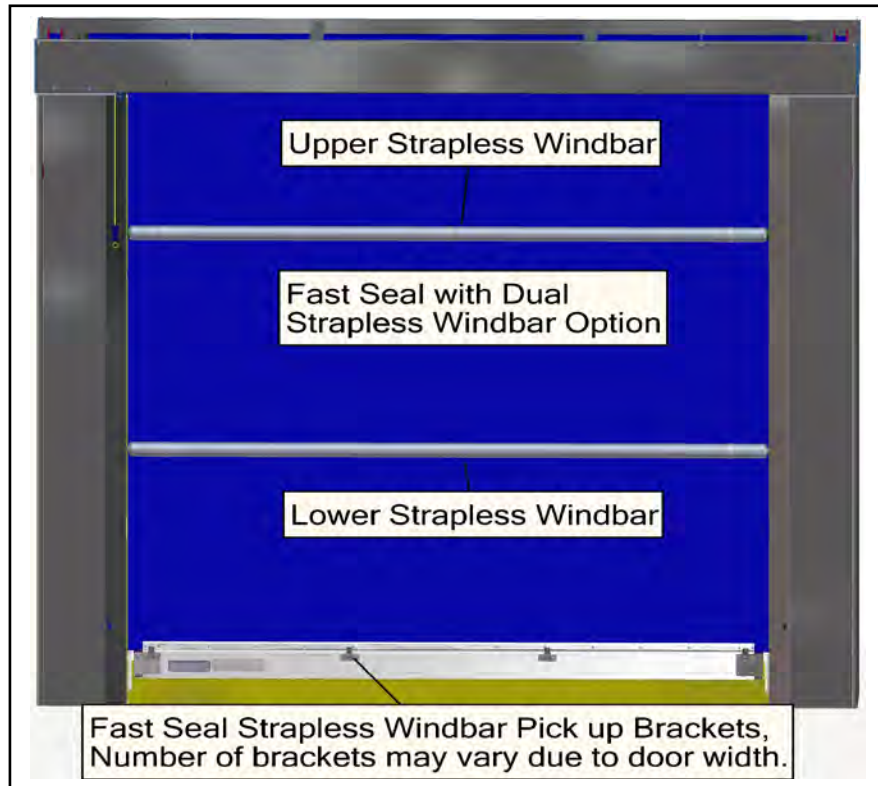 Upper Strapless Windbar
Fast Seal with Dual
Strapless Windbar Option
Lower Strapless Windbar
Fast Seal Strapless Windbar Pick up Brackets,
Number of brackets may vary due to door width.